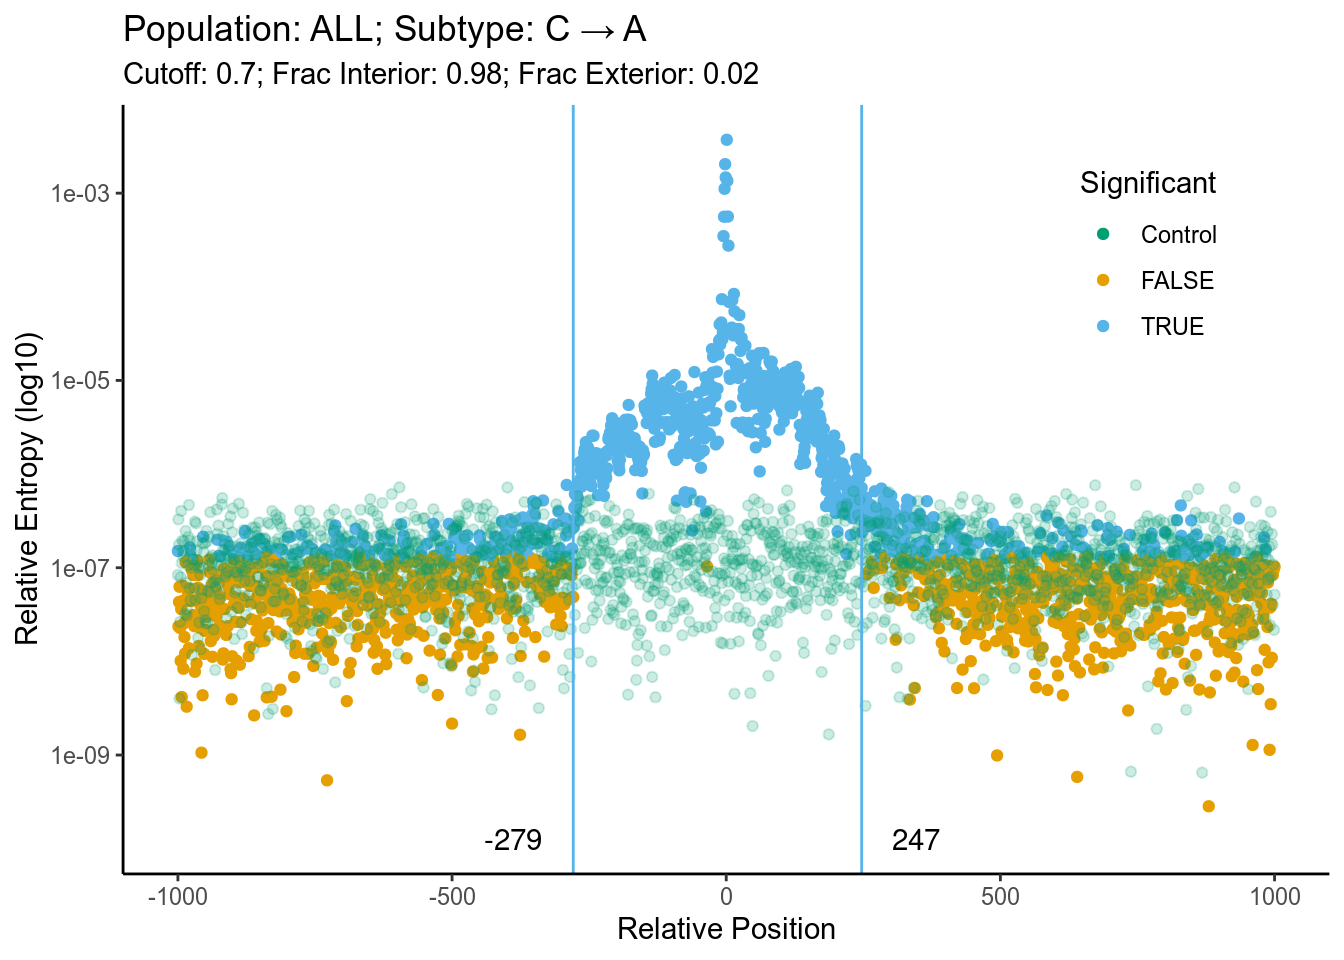 Population: ALL; Subtype: C → A
Cutoff: 0.7; Frac Interior: 0.98; Frac Exterior: 0.02
Relative Entropy (log10)
1e-03
1e-05
1e-07
1e-09
Significant
Control
FALSE
TRUE
-279
247
-1000
-500
0
500
1000
Relative Position